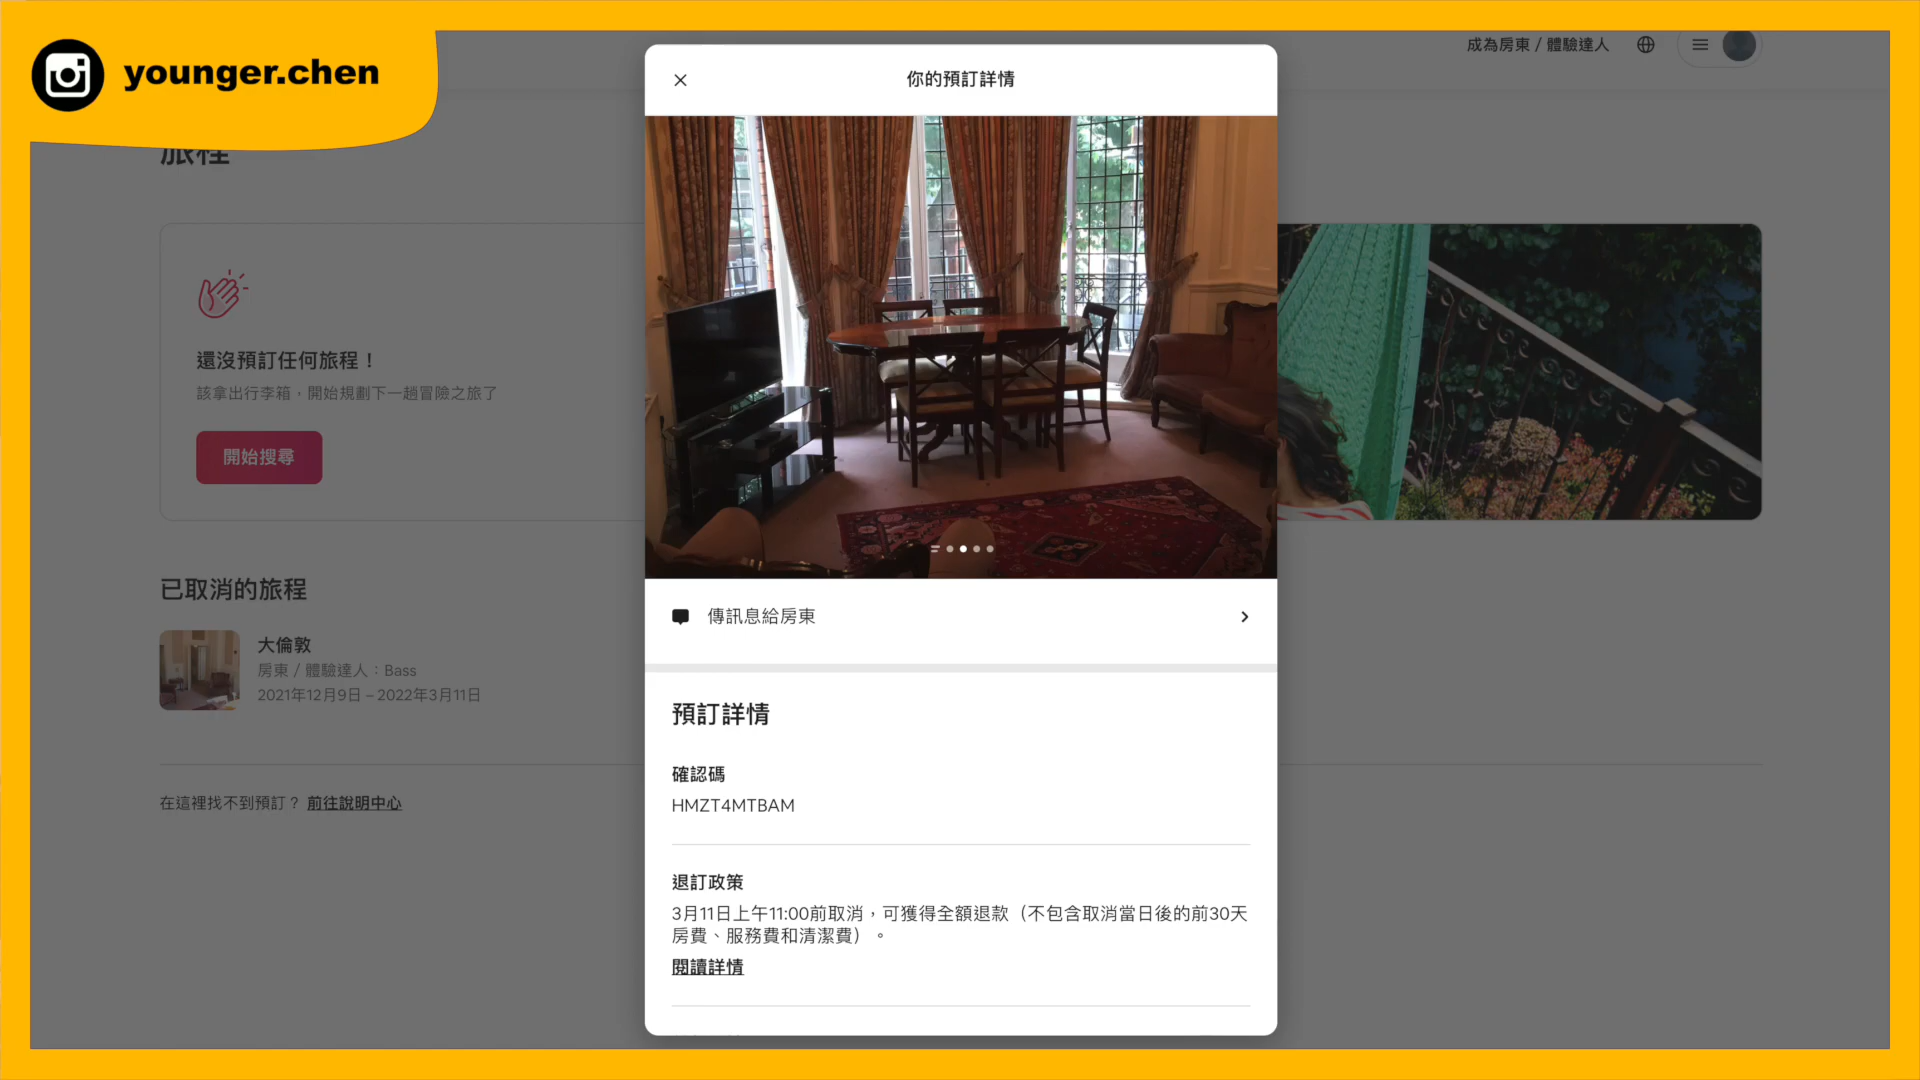 younger.chen
成為房東 / 體驗達人
你的預訂詳情
旅程
還沒預訂任何旅程！
該拿出行李箱，開始規劃下一趟冒險之旅了
開始搜尋
已取消的旅程
大倫敦
房東 / 體驗達人：Bass
2021年12月9日 – 2022年3月11日
在這裡找不到預訂？ 前往說明中心
傳訊息給房東
預訂詳情
確認碼
HMZT4MTBAM
退訂政策
3月11日上午11:00前取消，可獲得全額退款（不包含取消當日後的前30天
房費、服務費和清潔費）。
閱讀詳情